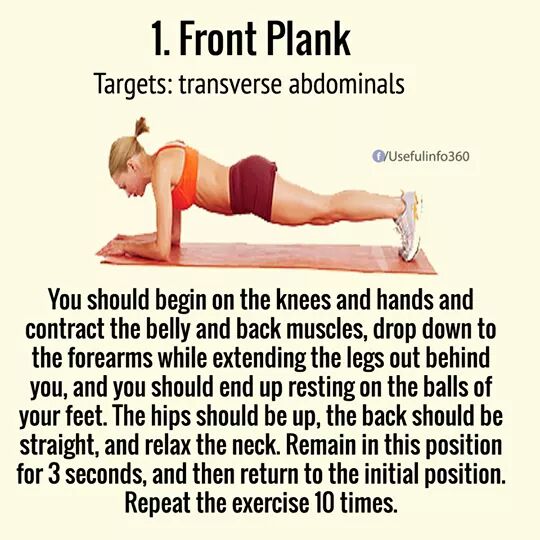 1. Front Plank
Targets: transverse abdominals
f/Usefulinfo360
You should begin on the knees and hands and
contract the belly and back muscles, drop down to
the forearms while extending the legs out behind
you, and you should end up resting on the balls of
your feet. The hips should be up, the back should be
straight, and relax the neck. Remain in this position
for 3 seconds, and then return to the initial position.
Repeat the exercise 10 times.